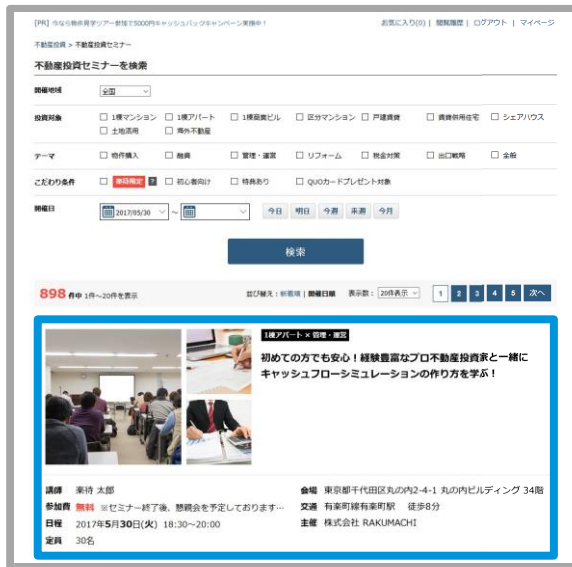 [PR] 今なら物件見学ツアー参加で5000円キャッシュバックキャンペーン実施中！
お気に入り(0) | 閲覧履歴 | ログアウト | マイページ
不動産投資 > 不動産投資セミナー
不動産投資セミナーを検索
開催地域 全国
投資対象 1棟マンション 1棟アパート 1棟商業ビル 区分マンション 戸建賃貸 賃貸併用住宅 シェアハウス
土地活用 海外不動産
テーマ 物件購入 融資 管理・運営 リフォーム 税金対策 出口戦略 全般
こだわり条件 楽待限定 ? 初心者向け 特典あり QUOカードプレゼント対象
開催日 2017/05/30 ～ 今日 明日 今週 来週 今月
検索
898 件中 1件～20件を表示 並び替え：新着順 | 開催日順 表示数： 20件表示 1 2 3 4 5 次へ
1棟アパート × 管理・運営
初めての方でも安心！経験豊富なプロ不動産投資家と一緒に
キャッシュフローシミュレーションの作り方を学ぶ！
講師 楽待 太郎
参加費 無料 ※セミナー終了後、懇親会を予定しております…
日程 2017年5月30日(火) 18:30～20:00
定員 30名
会場 東京都千代田区丸の内2-4-1 丸の内ビルディング 34階
交通 有楽町線有楽町駅 徒歩8分
主催 株式会社 RAKUMACHI